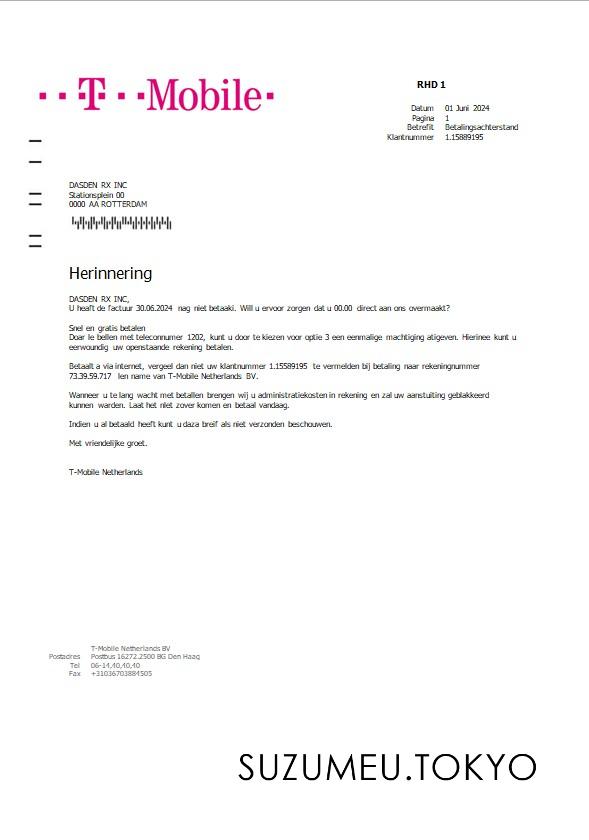 · · T · · Mobile ·
RHD 1
Datum 01 Juni 2024
Pagina 1
Betrefit Betalingsachterstand
Klantnummer 1.15889195
DASDEN RX INC
Stationsplein 00
0000 AA ROTTERDAM
Herinnering
DASDEN RX INC,
U heaft de factuur 30.06.2024 nag niet betaaki. Will u ervoor zorgen dat u 00.00 direct aan ons overmaakt?
Snel en gratis betalen
Doar le bellen met teleconnumer 1202, kunt u door te kiezen voor optie 3 een eenmalige machtiging atigeven. Hierinee kunt u
eerwoundig uw openstaande rekening betalen.
Betaalt a via internet, vergeel dan niet uw klantnummer 1.15589195 te vermelden bij betaling naar rekeningnummer
73.39.59.717 len name van T-Mobile Netherlands BV.
Wanneer u te lang wacht met betallen brengen wij u administratiekosten in rekening en zal uw aanstuiting geblakkeerd
kunnen warden. Laat het niet zover komen en betaal vandaag.
Indien u al betaald heeft kunt u daza breif als niet verzonden beschouwen.
Met vriendelijke groet.
T-Mobile Netherlands
T-Mobile Netherlands BV
Postadres Postbus 16272.2500 BG Den Haag
Tel 06-14,40,40,40
Fax +31036703884505
SUZUMEU.TOKYO